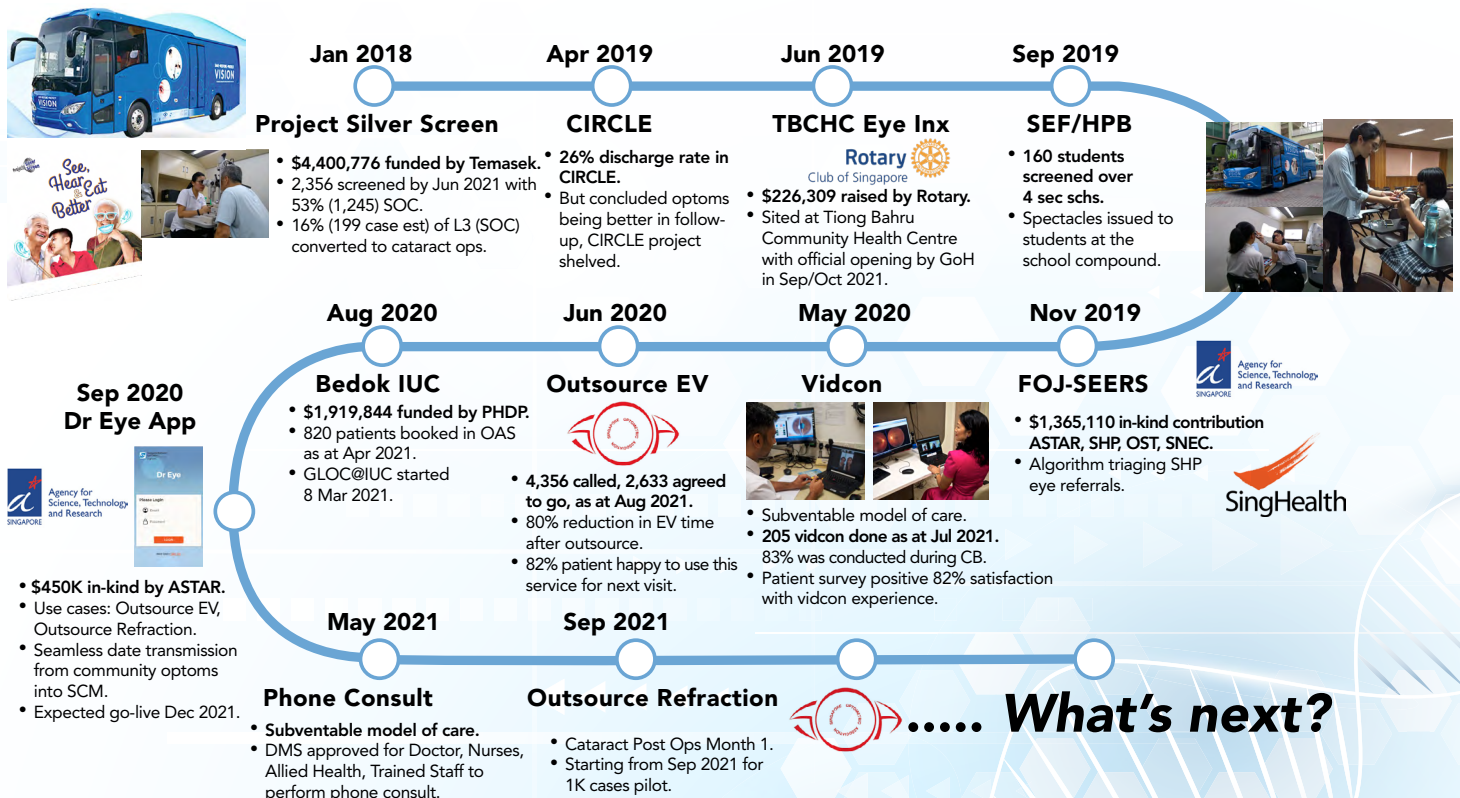 VISION
VISION
See,
Hear
& Eat
Better
Jan 2018
Project Silver Screen
• $4,400,776 funded by Temasek.
• 2,356 screened by Jun 2021 with
53% (1,245) SOC.
• 16% (199 case est) of L3 (SOC)
converted to cataract ops.
Apr 2019
CIRCLE
• 26% discharge rate in
CIRCLE.
• But concluded optoms
being better in follow-
up, CIRCLE project
shelved.
Jun 2019
TBCHC Eye Inx
Rotary
Club of Singapore
• $226,309 raised by Rotary.
• Sited at Tiong Bahru
Community Health Centre
with official opening by GoH
in Sep/Oct 2021.
Sep 2019
SEF/HPB
• 160 students
screened over
4 sec schs.
• Spectacles issued to
students at the
school compound.
Nov 2019
FOJ-SEERS
Agency for
Science, Technology
and Research
SINGAPORE
• $1,365,110 in-kind contribution
ASTAR, SHP, OST, SNEC.
• Algorithm triaging SHP
eye referrals.
SingHealth
May 2020
Vidcon
• Subventable model of care.
• 205 vidcon done as at Jul 2021.
83% was conducted during CB.
• Patient survey positive 82% satisfaction
with vidcon experience.
Jun 2020
Outsource EV
SINGAPORE OPTOMETRIC ASSOCIATION
• 4,356 called, 2,633 agreed
to go, as at Aug 2021.
• 80% reduction in EV time
after outsource.
• 82% patient happy to use this
service for next visit.
Aug 2020
Bedok IUC
• $1,919,844 funded by PHDP.
• 820 patients booked in OAS
as at Apr 2021.
• GLOC@IUC started
8 Mar 2021.
Sep 2020
Dr Eye App
Agency for
Science, Technology
and Research
SINGAPORE
Dr Eye
Please Login
• $450K in-kind by ASTAR.
• Use cases: Outsource EV,
Outsource Refraction.
• Seamless date transmission
from community optoms
into SCM.
• Expected go-live Dec 2021.
May 2021
Phone Consult
• Subventable model of care.
• DMS approved for Doctor, Nurses,
Allied Health, Trained Staff to
perform phone consult.
Sep 2021
Outsource Refraction
• Cataract Post Ops Month 1.
• Starting from Sep 2021 for
1K cases pilot.
SINGAPORE OPTOMETRIC ASSOCIATION
..... What's next?